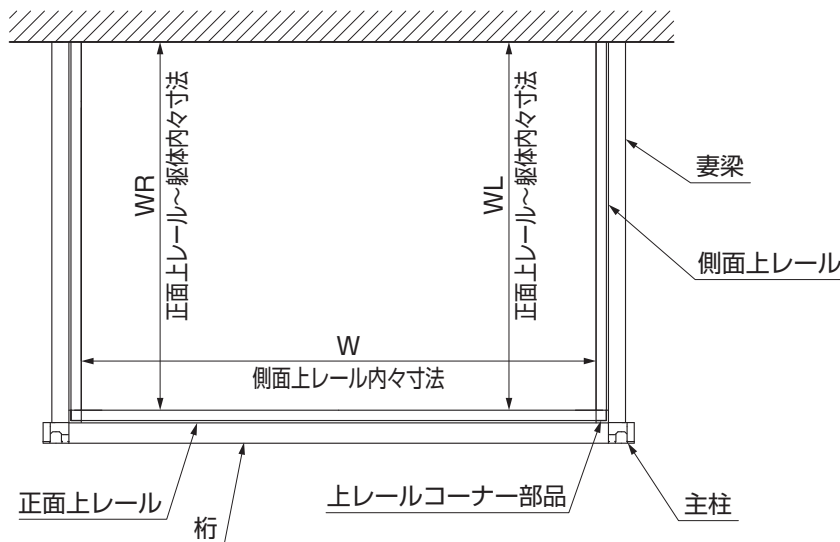 WR
正面上レール〜躯体内々寸法
WL
正面上レール〜躯体内々寸法
妻梁
側面上レール
W
側面上レール内々寸法
正面上レール
桁
上レールコーナー部品
主柱